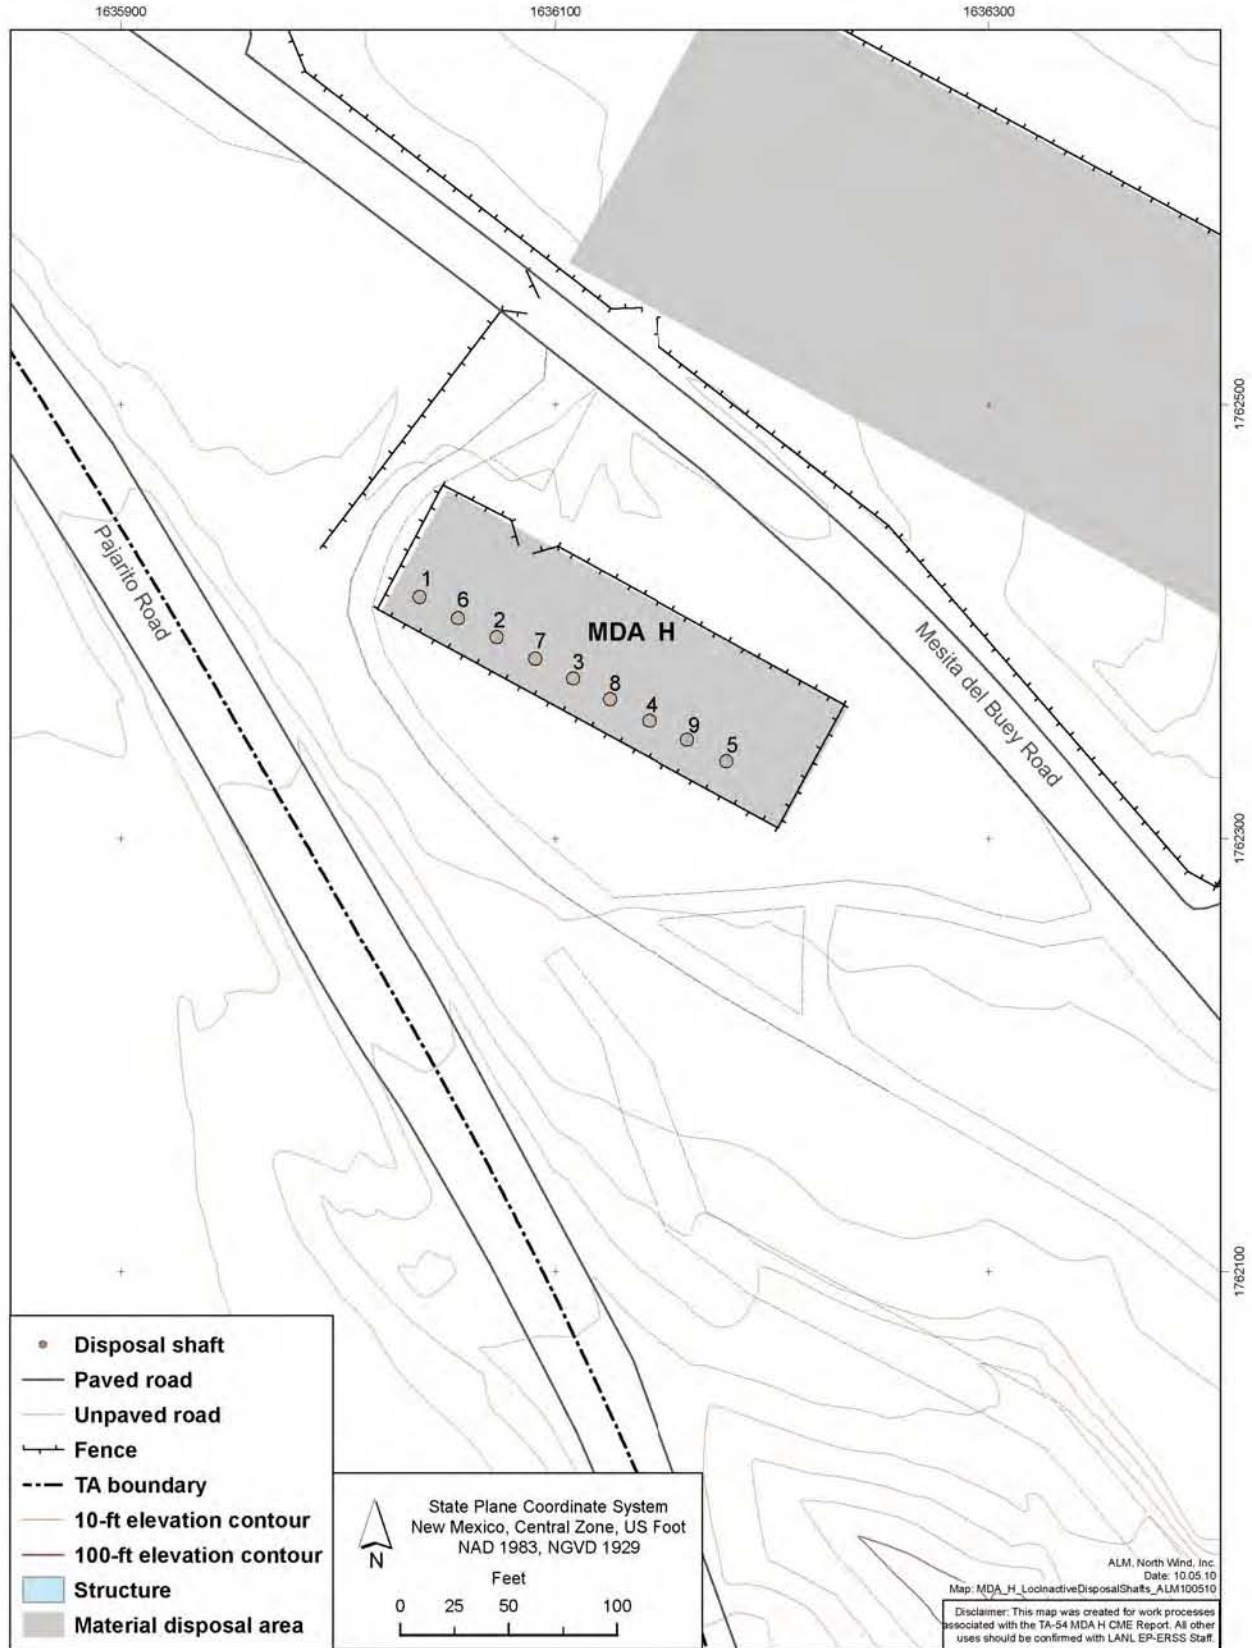 1635900
1636100
1636300
1762500
Pajarito Road
1
6
2
7
3
8
4
9
5
MDA H
Mesita del Buey Road
1762300
1762100
Disposal shaft
Paved road
Unpaved road
Fence
TA boundary
10-ft elevation contour
100-ft elevation contour
Structure
Material disposal area
N
State Plane Coordinate System
New Mexico, Central Zone, US Foot
NAD 1983, NGVD 1929
Feet
0 25 50 100
ALM, North Wind, Inc.
Date: 10.05.10
Map: MDA_H_LocInactiveDisposalShafts_ALM100510
Disclaimer: This map was created for work processes
associated with the TA-54 MDA H CME Report. All other
uses should be confirmed with LANL EP-ERSS Staff.